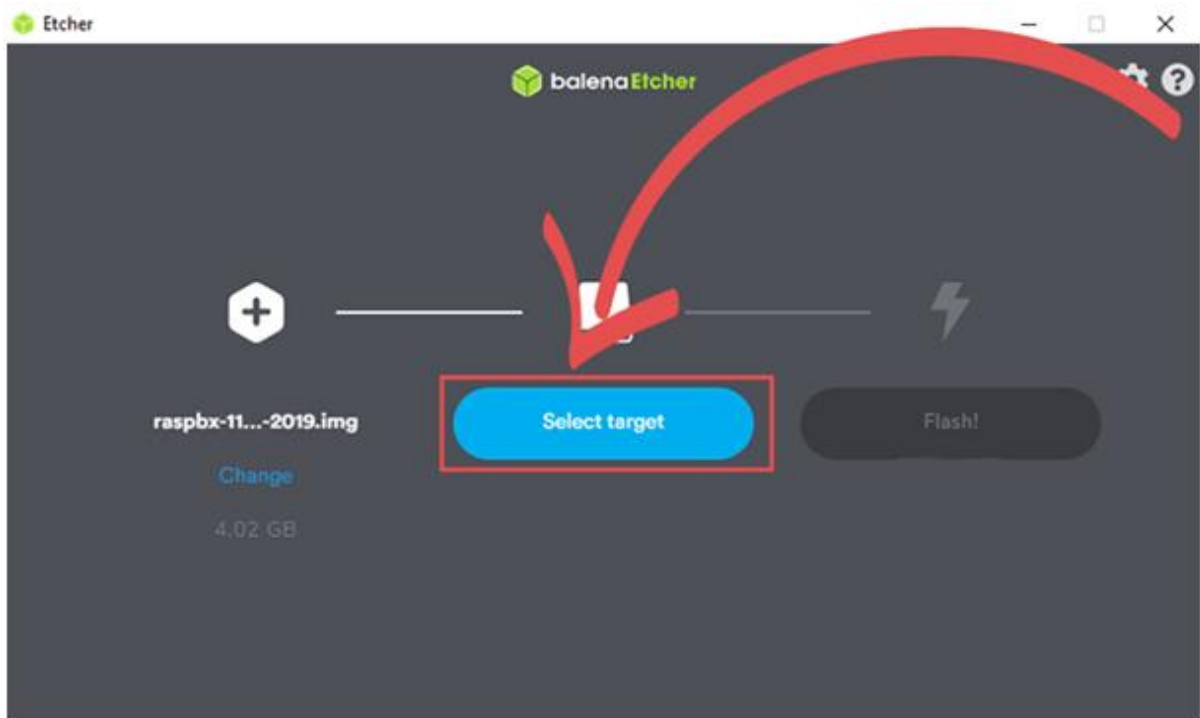 Etcher
balenaEtcher
raspbx-11...-2019.img
Change
4.02 GB
Select target
Flash!